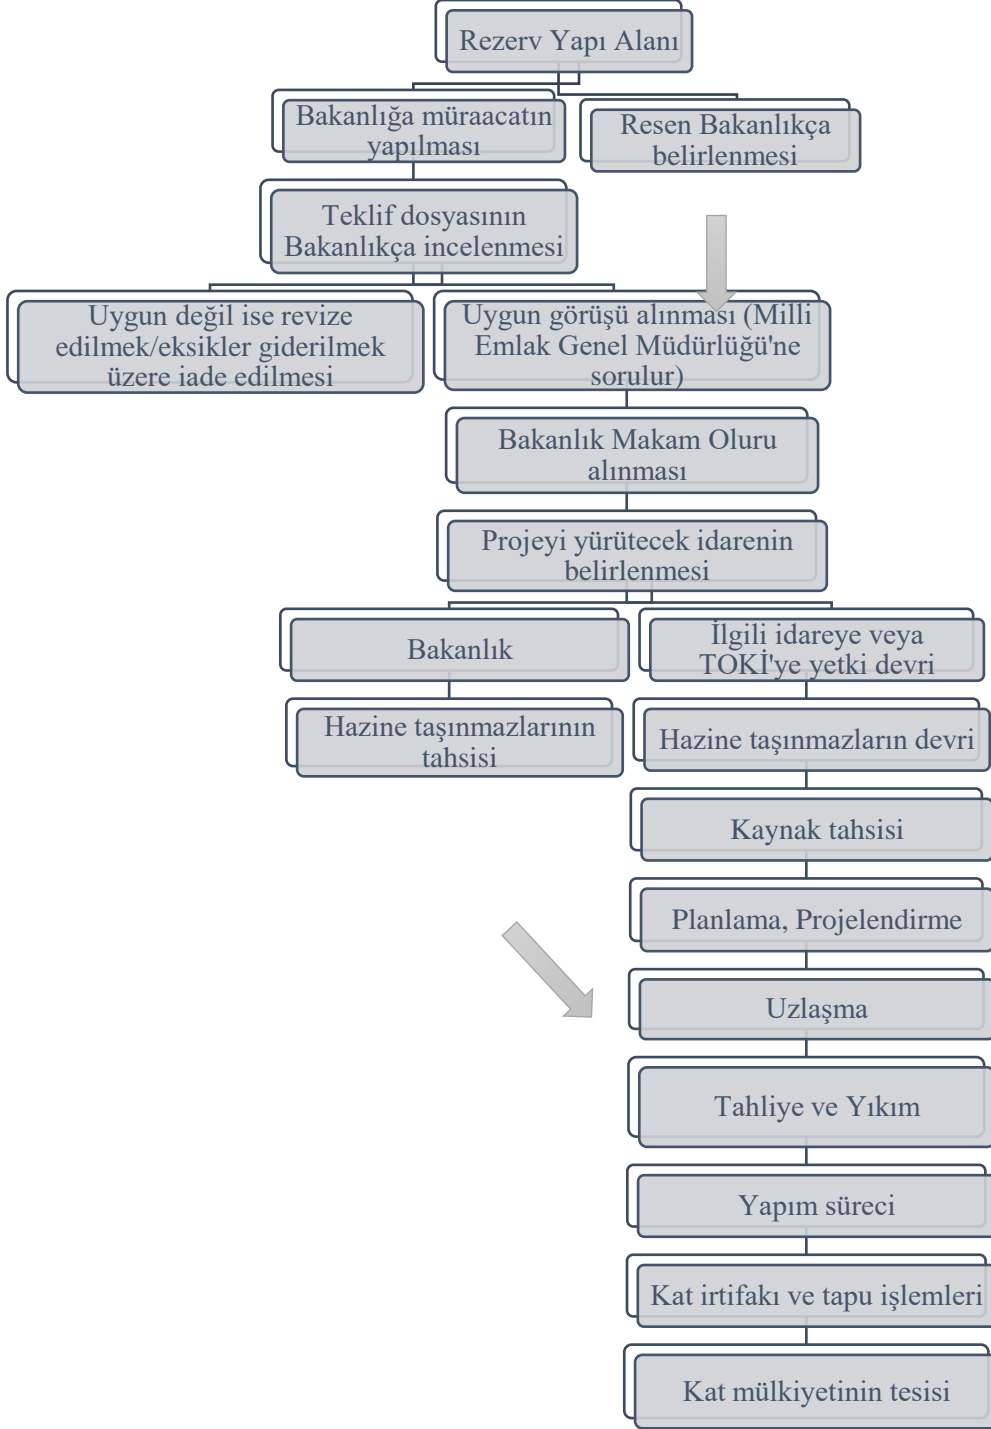 Rezerv Yapı Alanı
Bakanlığa müraacatın
yapılması
Resen Bakanlıkça
belirlenmesi
Teklif dosyasının
Bakanlıkça incelenmesi
Uygun değil ise revize
edilmek/eksikler giderilmek
üzere iade edilmesi
Uygun görüşü alınması (Milli
Emlak Genel Müdürlüğü'ne
sorulur)
Bakanlık Makam Oluru
alınması
Projeyi yürütecek idarenin
belirlenmesi
Bakanlık
İlgili idareye veya
TOKİ'ye yetki devri
Hazine taşınmazlarının
tahsisi
Hazine taşınmazların devri
Kaynak tahsisi
Planlama, Projelendirme
Uzlaşma
Tahliye ve Yıkım
Yapım süreci
Kat irtifakı ve tapu işlemleri
Kat mülkiyetinin tesisi